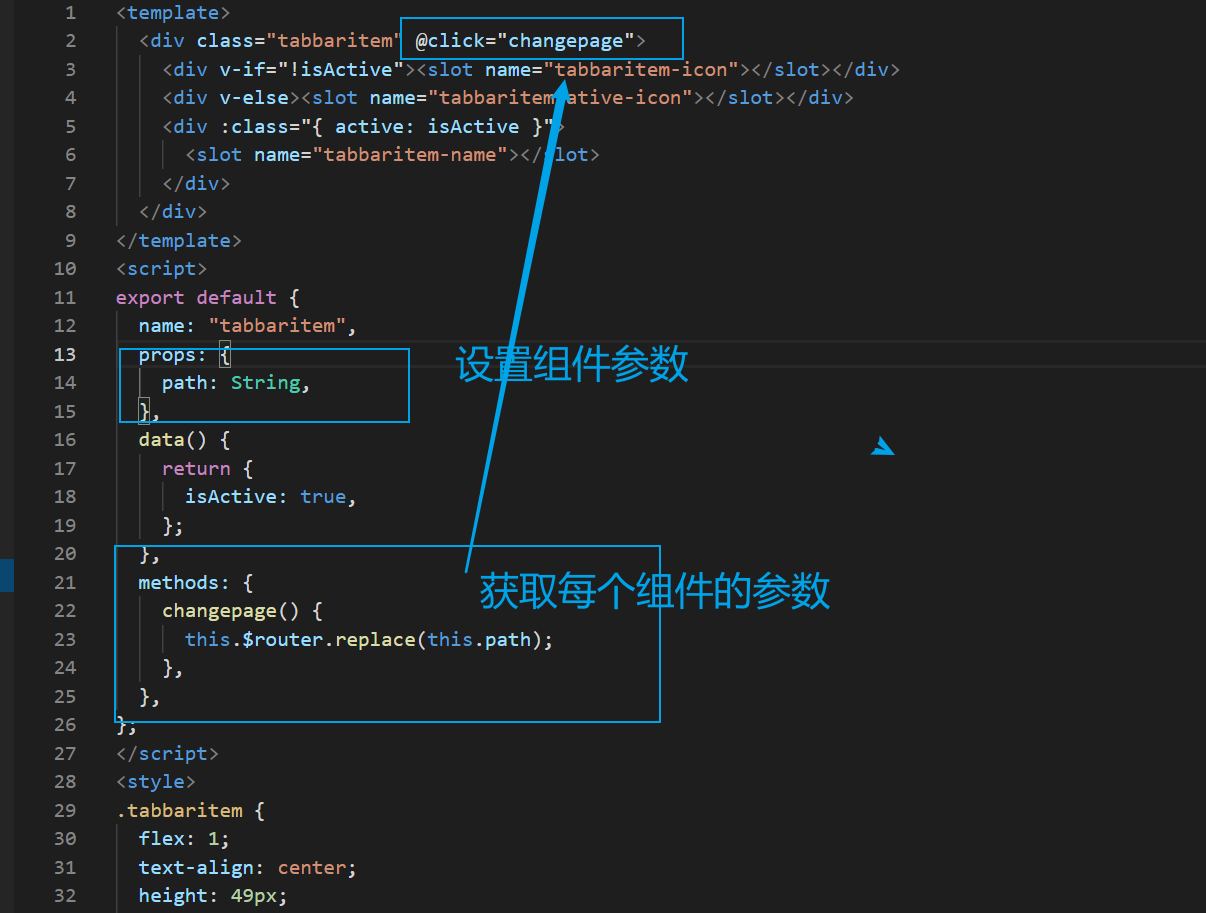 1 <template>
2 <div class="tabbaritem" @click="changepage">
3 <div v-if="!isActive"><slot name="tabbaritem-icon"></slot></div>
4 <div v-else><slot name="tabbaritem-ative-icon"></slot></div>
5 <div :class="{ active: isActive }">
6 <slot name="tabbaritem-name"></slot>
7 </div>
8 </div>
9 </template>
10 <script>
11 export default {
12 name: "tabbaritem",
13 props: {
设置组件参数
14 path: String,
15 },
16 data() {
17 return {
18 isActive: true,
19 };
20 },
21 methods: {
获取每个组件的参数
22 changepage() {
23 this.$router.replace(this.path);
24 },
25 },
26 };
27 </script>
28 <style>
29 .tabbaritem {
30 flex: 1;
31 text-align: center;
32 height: 49px;